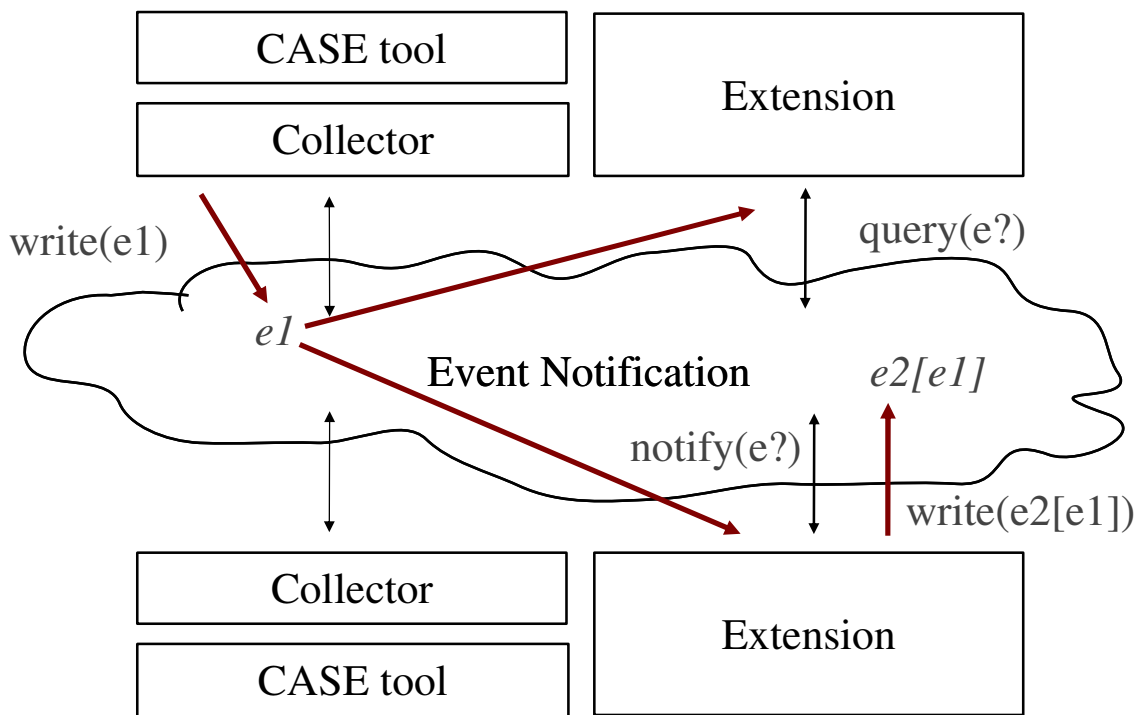 CASE tool
Extension
Collector
write(e1)
query(e?)
e1
Event Notification
e2[e1]
notify(e?)
write(e2[e1])
Collector
Extension
CASE tool